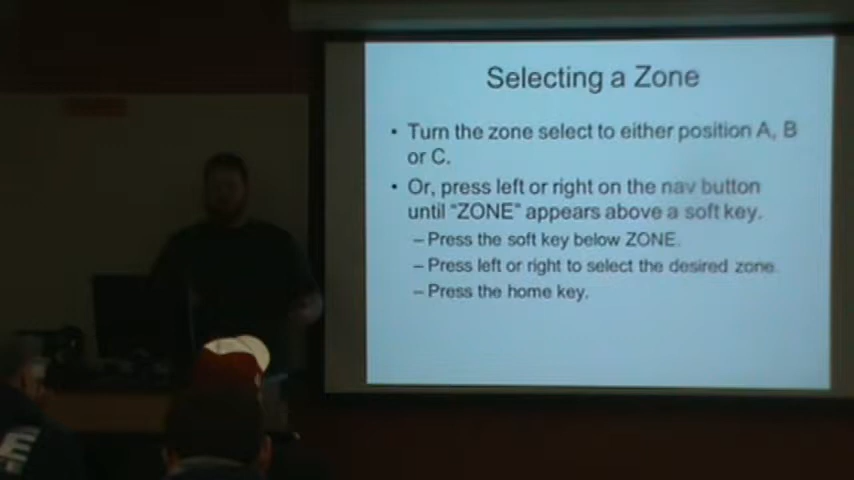 Selecting a Zone
• Turn the zone select to either position A, B
or C.
• Or, press left or right on the nav button
until "ZONE" appears above a soft key.
– Press the soft key below ZONE.
– Press left or right to select the desired zone.
– Press the home key.